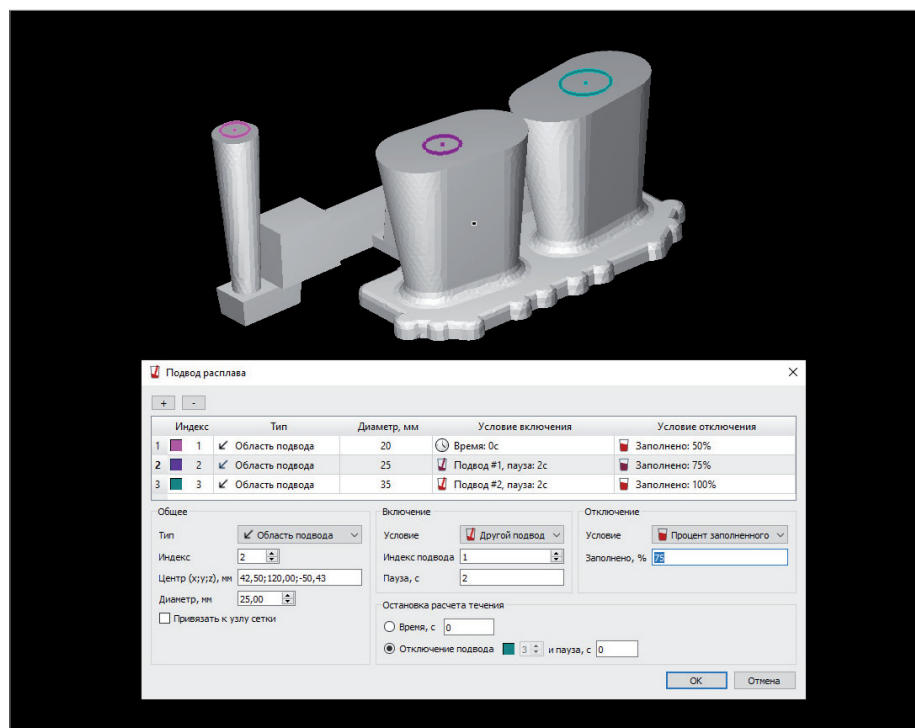 Подвод расплава
+ -
Индекс Тип Диаметр, мм Условие включения Условие отключения
1 1 Область подвода 20 Время: 0с Заполнено: 50%
2 2 Область подвода 25 Подвод #1, пауза: 2с Заполнено: 75%
3 3 Область подвода 35 Подвод #2, пауза: 2с Заполнено: 100%
Общее Включение Отключение
Тип Область подвода Условие Другой подвод Условие Процент заполненного
Индекс 2 Индекс подвода 1 Заполнено, % 75
Центр (x;y;z), мм 42,50;120,00;-50,43 Пауза, с 2
Диаметр, мм 25,00
Остановка расчета течения
Привязать к узлу сетки
Время, с 0
Отключение подвода 3 и пауза, с 0
OK Отмена